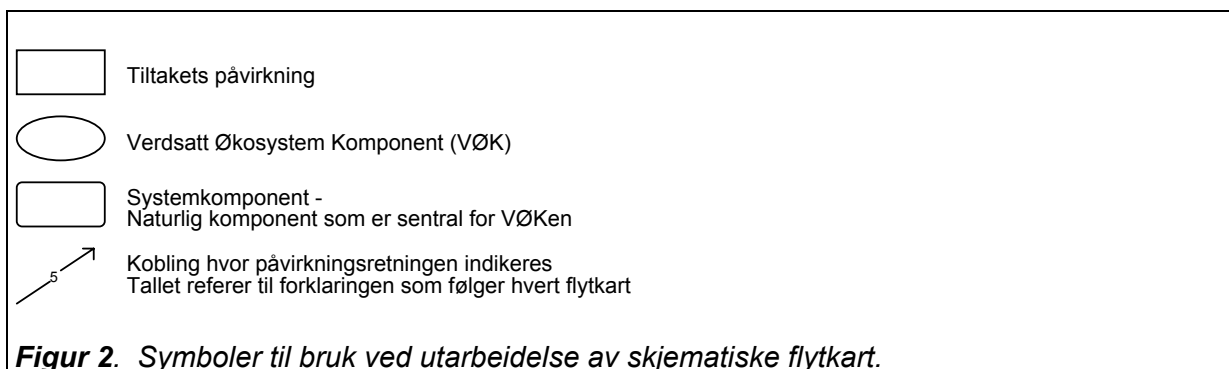 Tiltakets påvirkning
Verdsatt Økosystem Komponent (VØK)
Systemkomponent -
Naturlig komponent som er sentral for VØKen
5
Kobling hvor påvirkningsretningen indikeres
Tallet referer til forklaringen som følger hvert flytkart
Figur 2. Symboler til bruk ved utarbeidelse av skjematiske flytkart.